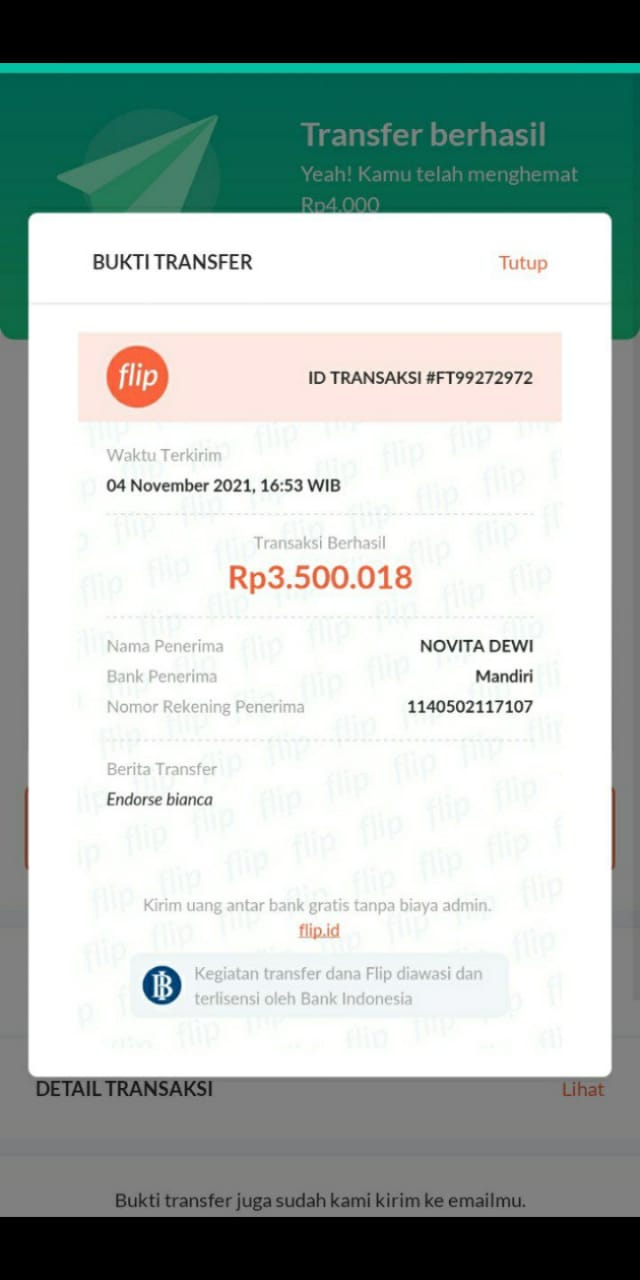 Transfer berhasil
Yeah! Kamu telah menghemat
Rp4.000
BUKTI TRANSFER
Tutup
flip
ID TRANSAKSI #FT99272972
Waktu Terkirim
04 November 2021, 16:53 WIB
Transaksi Berhasil
Rp3.500.018
Nama Penerima NOVITA DEWI
Bank Penerima Mandiri
Nomor Rekening Penerima 1140502117107
Berita Transfer
Endorse bianca
Kirim uang antar bank gratis tanpa biaya admin.
flip.id
Kegiatan transfer dana Flip diawasi dan
terlisensi oleh Bank Indonesia
DETAIL TRANSAKSI
Lihat
Bukti transfer juga sudah kami kirim ke emailmu.